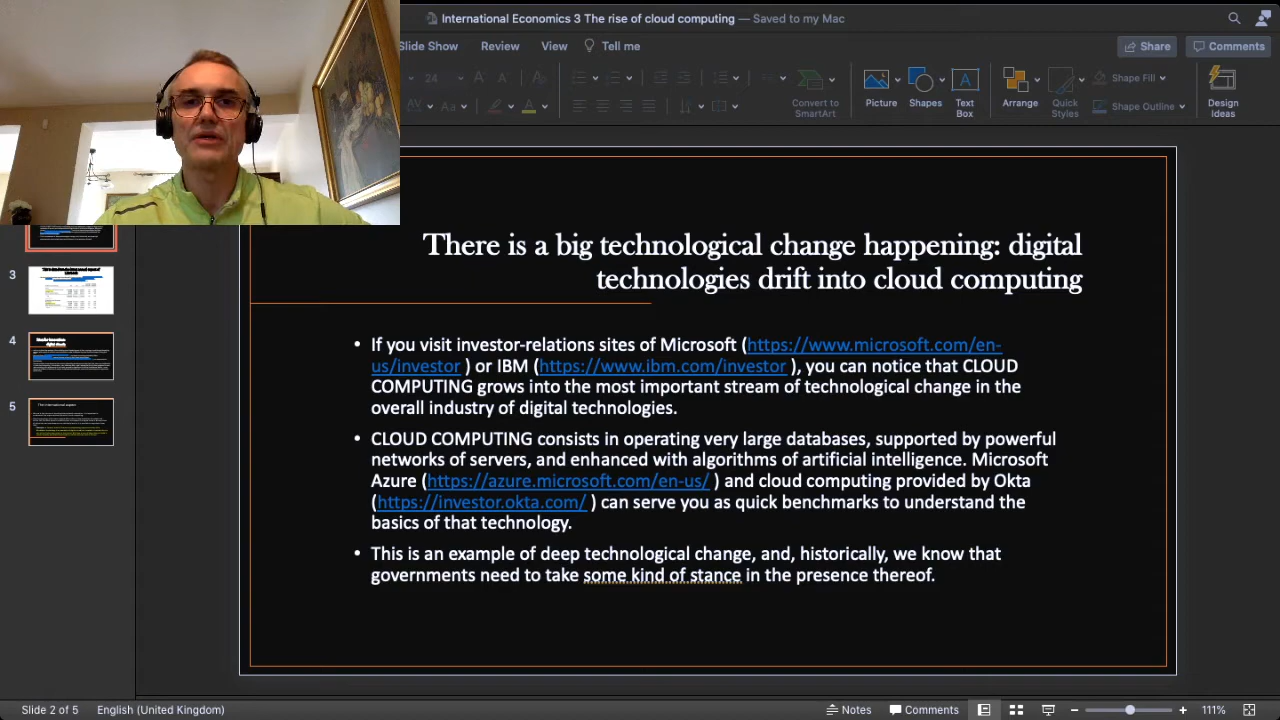 International Economics 3 The rise of cloud computing — Saved to my Mac
Slide Show Review View Tell me Share Comments
24 Aa Convert to SmartArt Picture Shapes Text Box Arrange Quick Styles Shape Fill Shape Outline Design Ideas
There is a big technological change happening: digital
technologies drift into cloud computing
• If you visit investor-relations sites of Microsoft (https://www.microsoft.com/en-
us/investor ) or IBM (https://www.ibm.com/investor ), you can notice that CLOUD
COMPUTING grows into the most important stream of technological change in the
overall industry of digital technologies.
• CLOUD COMPUTING consists in operating very large databases, supported by powerful
networks of servers, and enhanced with algorithms of artificial intelligence. Microsoft
Azure (https://azure.microsoft.com/en-us/ ) and cloud computing provided by Okta
(https://investor.okta.com/ ) can serve you as quick benchmarks to understand the
basics of that technology.
• This is an example of deep technological change, and, historically, we know that
governments need to take some kind of stance in the presence thereof.
3
4
5
Slide 2 of 5 English (United Kingdom) Notes Comments 111%